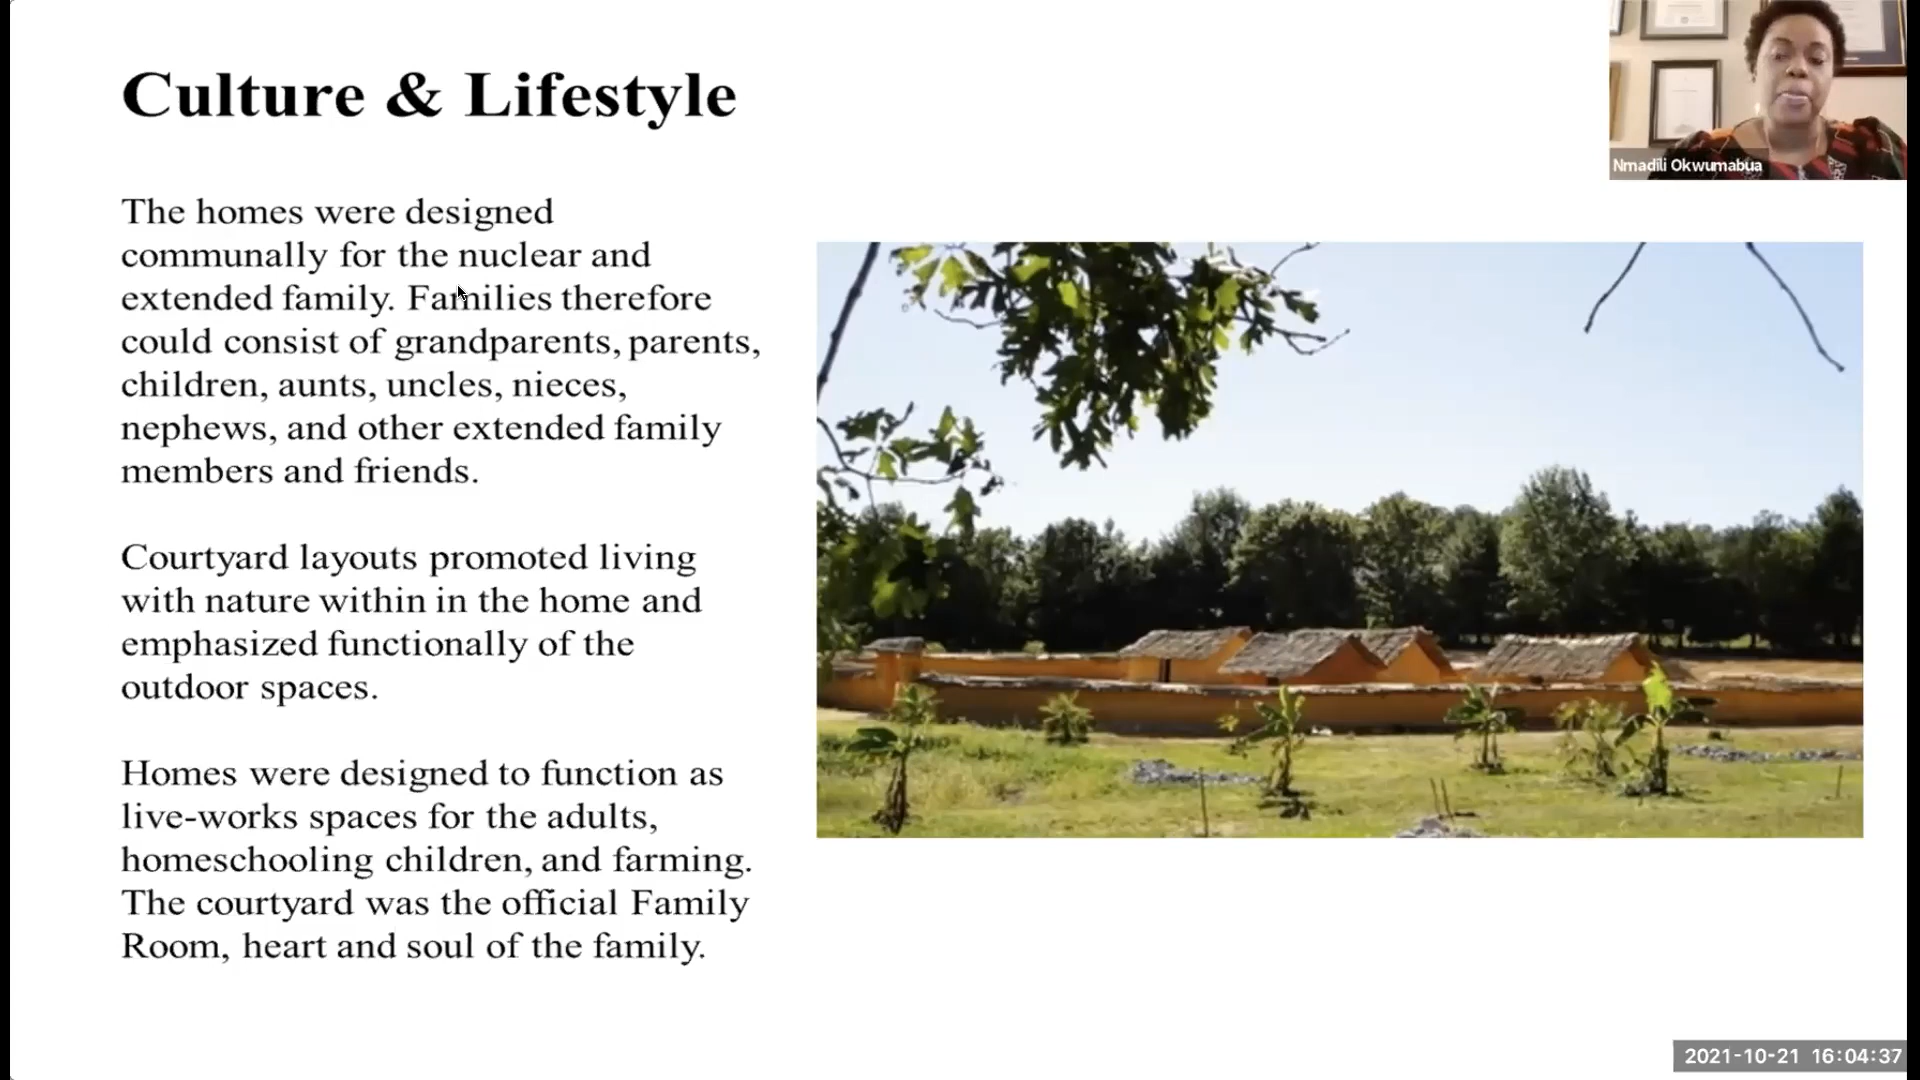 Culture & Lifestyle
Nmadili Okwumabua
The homes were designed
communally for the nuclear and
extended family. Families therefore
could consist of grandparents, parents,
children, aunts, uncles, nieces,
nephews, and other extended family
members and friends.
Courtyard layouts promoted living
with nature within in the home and
emphasized functionally of the
outdoor spaces.
Homes were designed to function as
live-works spaces for the adults,
homeschooling children, and farming.
The courtyard was the official Family
Room, heart and soul of the family.
2021-10-21 16:04:37